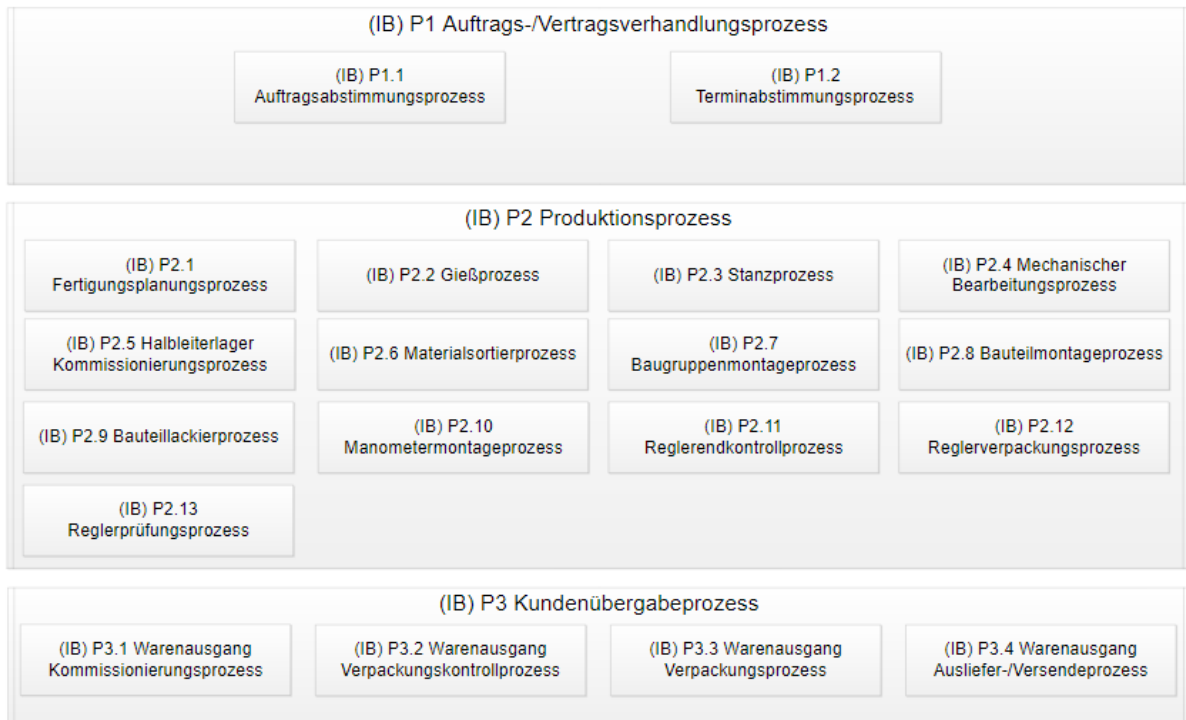 (IB) P1 Auftrags-/Vertragsverhandlungsprozess
(IB) P1.1
Auftragsabstimmungsprozess
(IB) P1.2
Terminabstimmungsprozess
(IB) P2 Produktionsprozess
(IB) P2.1
Fertigungsplanungsprozess
(IB) P2.2 Gießprozess
(IB) P2.3 Stanzprozess
(IB) P2.4 Mechanischer
Bearbeitungsprozess
(IB) P2.5 Halbleiterlager
Kommissionierungsprozess
(IB) P2.6 Materialsortierprozess
(IB) P2.7
Baugruppenmontageprozess
(IB) P2.8 Bauteilmontageprozess
(IB) P2.9 Bauteillackierprozess
(IB) P2.10
Manometermontageprozess
(IB) P2.11
Reglerendkontrollprozess
(IB) P2.12
Reglerverpackungsprozess
(IB) P2.13
Reglerprüfungsprozess
(IB) P3 Kundenübergabeprozess
(IB) P3.1 Warenausgang
Kommissionierungsprozess
(IB) P3.2 Warenausgang
Verpackungskontrollprozess
(IB) P3.3 Warenausgang
Verpackungsprozess
(IB) P3.4 Warenausgang
Ausliefer-/Versendeprozess